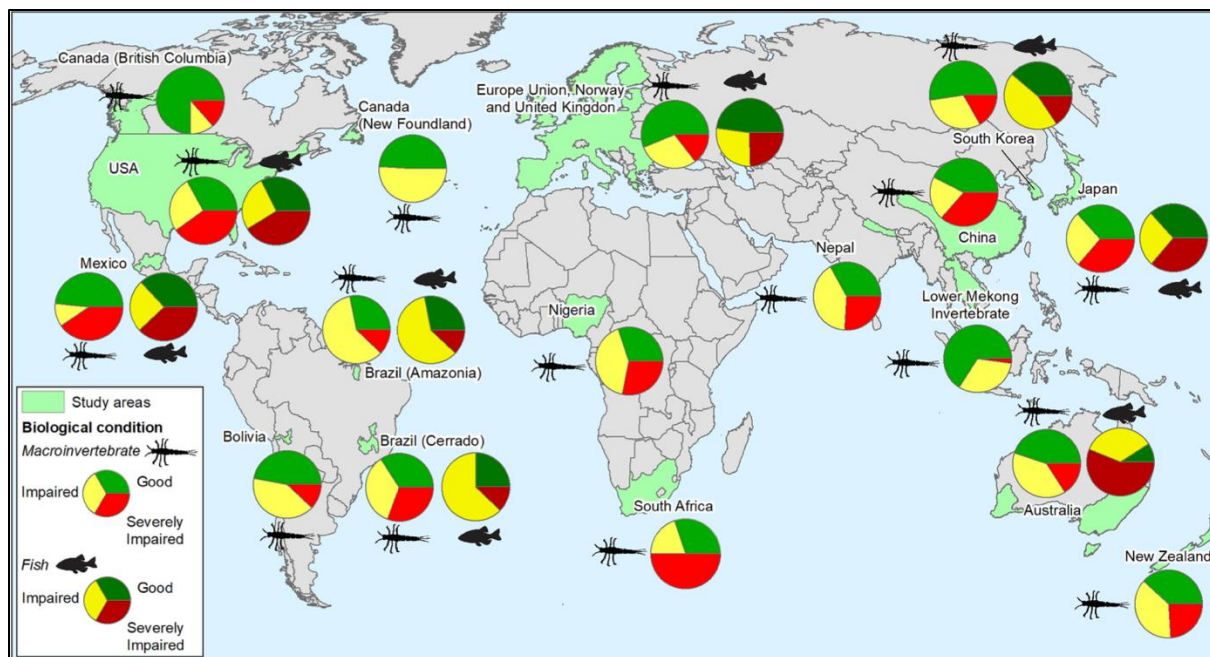 Canada (British Columbia)
Canada
(New Foundland)
USA
Mexico
Europe Union, Norway
and United Kingdom
South Korea
Japan
China
Nepal
Lower Mekong
Invertebrate
Nigeria
Brazil (Amazonia)
Bolivia
Brazil (Cerrado)
South Africa
Australia
New Zealand
Study areas
Biological condition
Macroinvertebrate
Impaired
Good
Severely
Impaired
Fish
Impaired
Good
Severely
Impaired